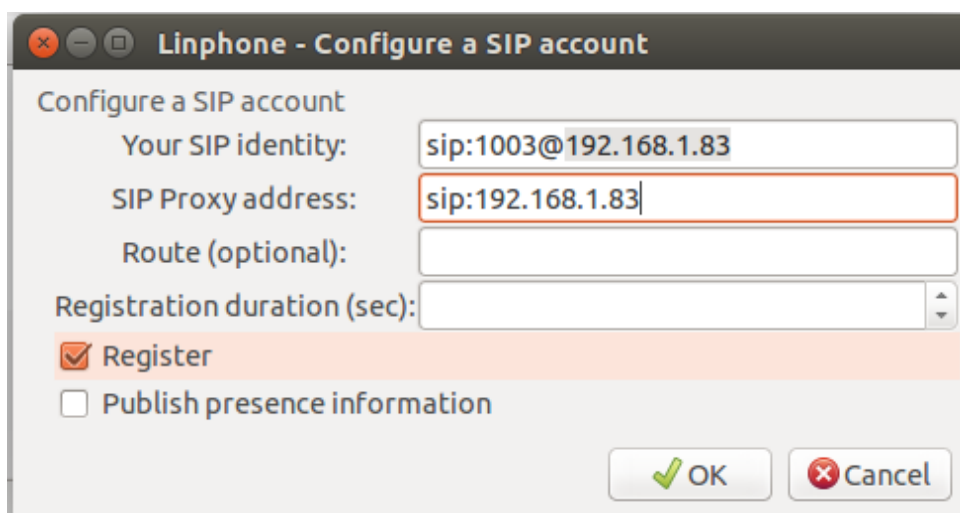 Linphone - Configure a SIP account
Configure a SIP account
Your SIP identity: sip:1003@192.168.1.83
SIP Proxy address: sip:192.168.1.83
Route (optional):
Registration duration (sec):
Register
Publish presence information
OK Cancel